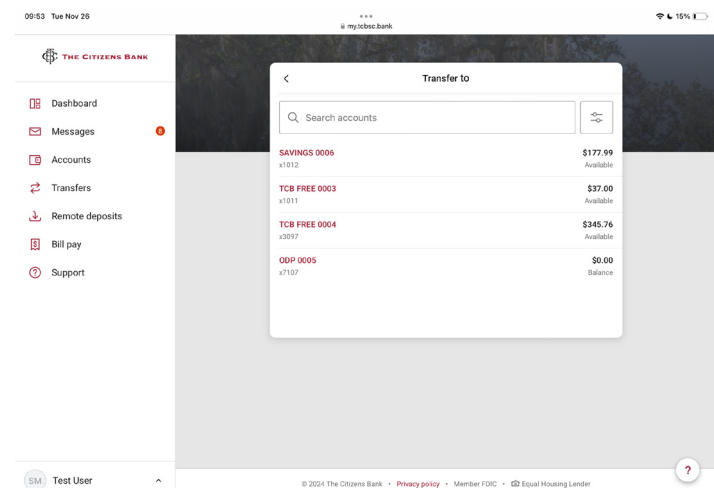 09:53 Tue Nov 26
my.tcbsc.bank
15%
THE CITIZENS BANK
Dashboard
Messages 8
Accounts
Transfers
Remote deposits
Bill pay
Support
SM Test User
Transfer to
Search accounts
SAVINGS 0006 $177.99
x1012 Available
TCB FREE 0003 $37.00
x1011 Available
TCB FREE 0004 $345.76
x3097 Available
ODP 0005 $0.00
x7107 Balance
?
© 2024 The Citizens Bank • Privacy policy • Member FDIC • Equal Housing Lender